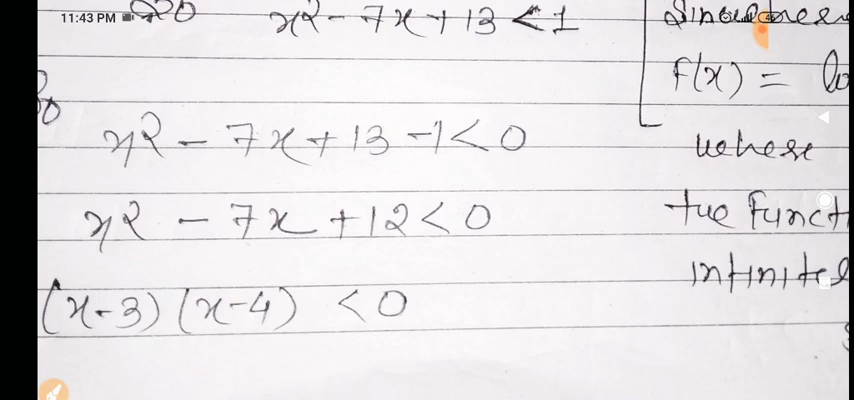 11:43 PM
x2 - 7x + 13 < 1
f(x) =
x2 - 7x + 13 - 1 < 0
where
x2 - 7x + 12 < 0
the funct
infinitel
(x-3) (x-4) < 0